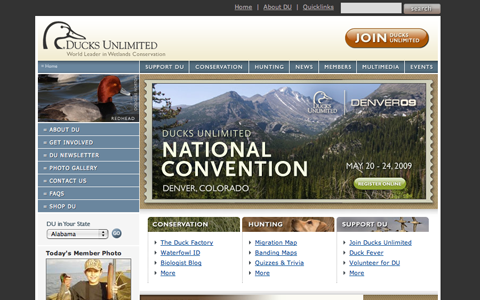 Home | About DU | Quicklinks search
DUCKS UNLIMITED
World Leader in Wetlands Conservation
JOIN DUCKS UNLIMITED
» Home
SUPPORT DU CONSERVATION HUNTING NEWS MEMBERS MULTIMEDIA EVENTS
REDHEAD
» ABOUT DU
» GET INVOLVED
» DU NEWSLETTER
» PHOTO GALLERY
» CONTACT US
» FAQS
» SHOP DU
DU in Your State
Alabama GO
Today's Member Photo
DUCKS UNLIMITED
DENVER09
DUCKS UNLIMITED
NATIONAL
CONVENTION
DENVER, COLORADO
MAY. 20 - 24, 2009
REGISTER ONLINE
CONSERVATION
The Duck Factory
Waterfowl ID
Biologist Blog
More
HUNTING
Migration Map
Banding Maps
Quizzes & Trivia
More
SUPPORT DU
Join Ducks Unlimited
Duck Fever
Volunteer for DU
More